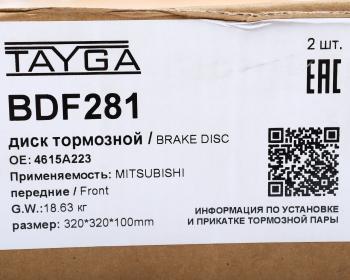 TAYGA
2 шт.
EAC
BDF281
диск тормозной / BRAKE DISC
OE: 4615A223
Применяемость: MITSUBISHI
передние / Front
G.W.:18.63 кг
размер: 320*320*100mm
ИНФОРМАЦИЯ ПО УСТАНОВКЕ
И ПРИКАТКЕ ТОРМОЗНОЙ ПАРЫ